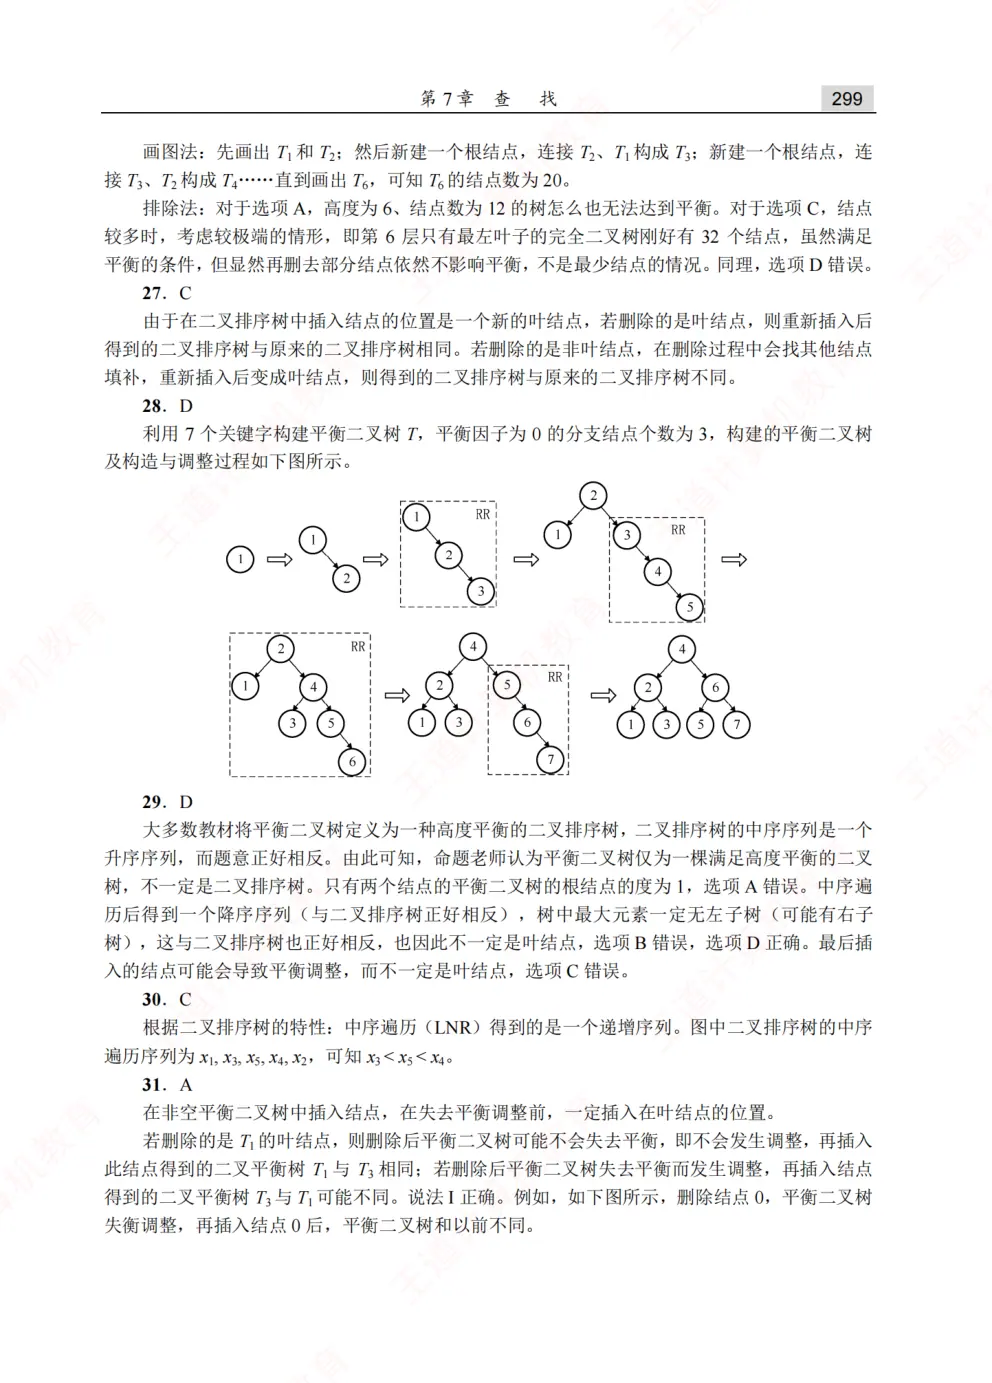 第 7 章 查 找
299
画图法：先画出 T1 和 T2；然后新建一个根结点，连接 T2、T1 构成 T3；新建一个根结点，连
接 T3、T2 构成 T4……直到画出 T6，可知 T6 的结点数为 20。
排除法：对于选项 A，高度为 6、结点数为 12 的树怎么也无法达到平衡。对于选项 C，结点
较多时，考虑较极端的情形，即第 6 层只有最左叶子的完全二叉树刚好有 32 个结点，虽然满足
平衡的条件，但显然再删去部分结点依然不影响平衡，不是最少结点的情况。同理，选项 D 错误。
27．C
由于在二叉排序树中插入结点的位置是一个新的叶结点，若删除的是叶结点，则重新插入后
得到的二叉排序树与原来的二叉排序树相同。若删除的是非叶结点，在删除过程中会找其他结点
填补，重新插入后变成叶结点，则得到的二叉排序树与原来的二叉排序树不同。
28．D
利用 7 个关键字构建平衡二叉树 T，平衡因子为 0 的分支结点个数为 3，构建的平衡二叉树
及构造与调整过程如下图所示。
1
1
2
RR
1
2
3
RR
2
1 3
4
5
RR
2
1 4
3 5
6
RR
4
2 5
1 3 6
7
4
2 6
1 3 5 7
29．D
大多数教材将平衡二叉树定义为一种高度平衡的二叉排序树，二叉排序树的中序序列是一个
升序序列，而题意正好相反。由此可知，命题老师认为平衡二叉树仅为一棵满足高度平衡的二叉
树，不一定是二叉排序树。只有两个结点的平衡二叉树的根结点的度为 1，选项 A 错误。中序遍
历后得到一个降序序列（与二叉排序树正好相反），树中最大元素一定无左子树（可能有右子
树），这与二叉排序树也正好相反，也因此不一定是叶结点，选项 B 错误，选项 D 正确。最后插
入的结点可能会导致平衡调整，而不一定是叶结点，选项 C 错误。
30．C
根据二叉排序树的特性：中序遍历（LNR）得到的是一个递增序列。图中二叉排序树的中序
遍历序列为 x1, x3, x5, x4, x2，可知 x3 < x5 < x4。
31．A
在非空平衡二叉树中插入结点，在失去平衡调整前，一定插入在叶结点的位置。
若删除的是 T1 的叶结点，则删除后平衡二叉树可能不会失去平衡，即不会发生调整，再插入
此结点得到的二叉平衡树 T1 与 T3 相同；若删除后平衡二叉树失去平衡而发生调整，再插入结点
得到的二叉平衡树 T3 与 T1 可能不同。说法 I 正确。例如，如下图所示，删除结点 0，平衡二叉树
失衡调整，再插入结点 0 后，平衡二叉树和以前不同。